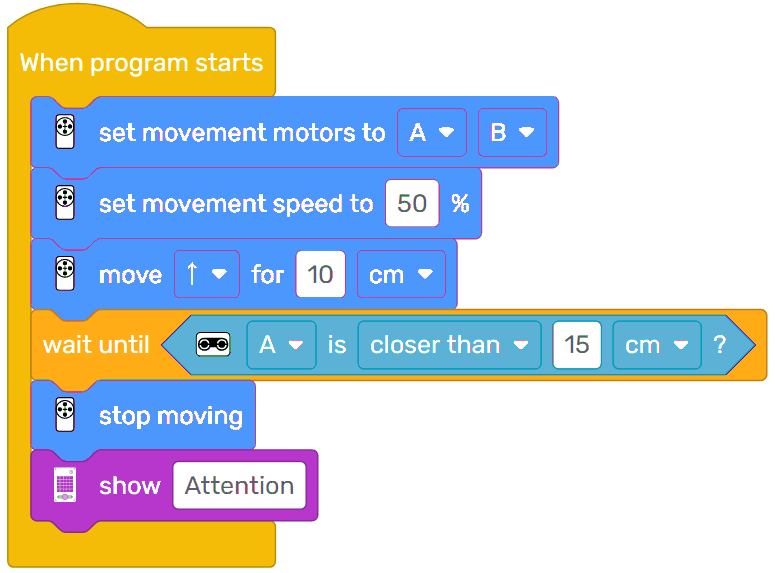 When program starts
set movement motors to A B
set movement speed to 50 %
move ↑ for 10 cm
wait until A is closer than 15 cm ?
stop moving
show Attention